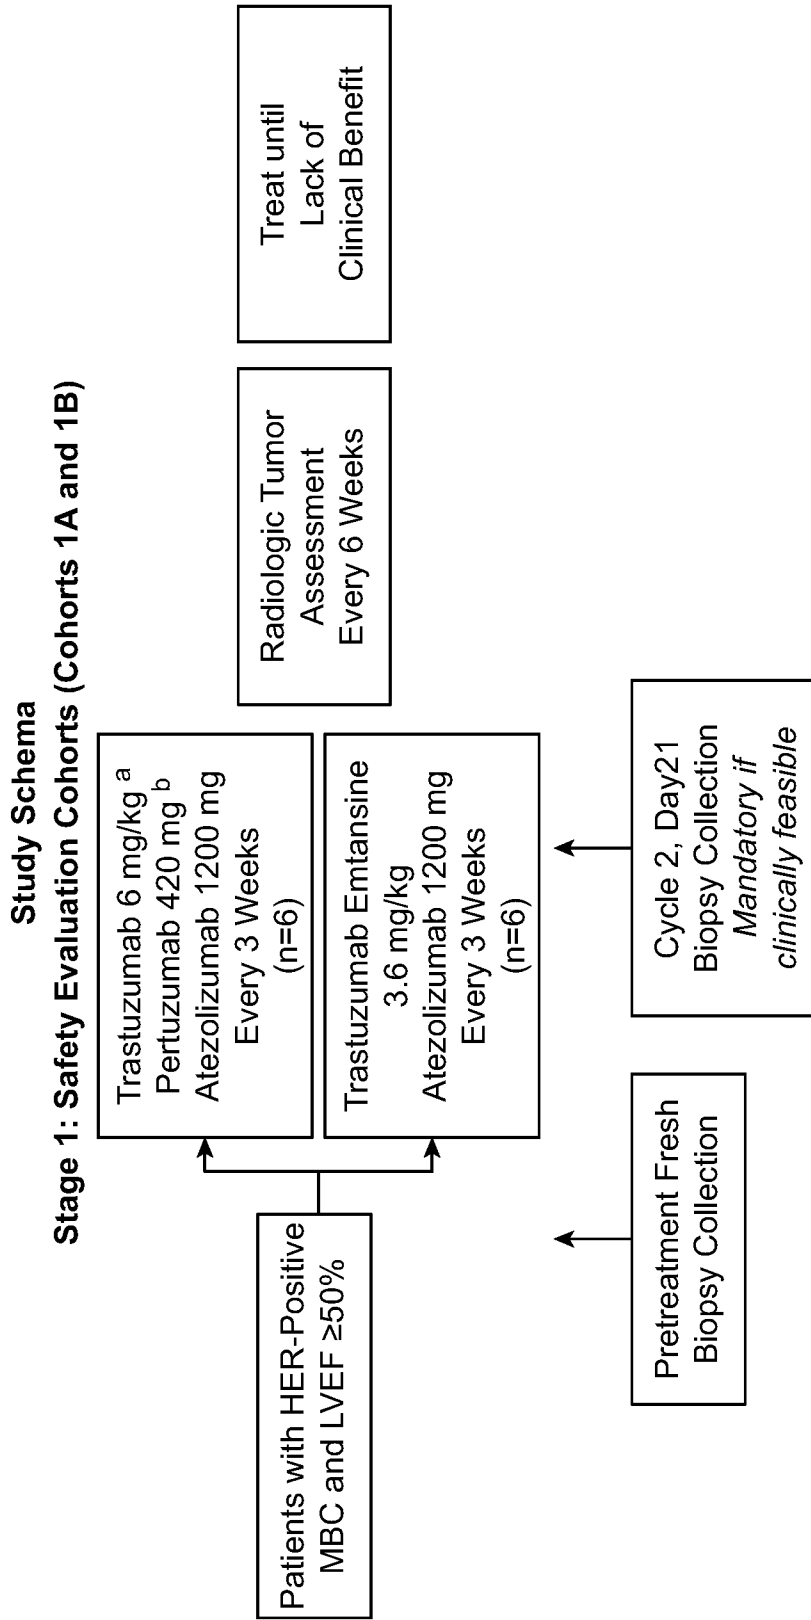 Study Schema
Stage 1: Safety Evaluation Cohorts (Cohorts 1A and 1B)
Patients with HER-Positive
MBC and LVEF ≥50%
Trastuzumab 6 mg/kg a
Pertuzumab 420 mg b
Atezolizumab 1200 mg
Every 3 Weeks
(n=6)
Trastuzumab Emtansine
3.6 mg/kg
Atezolizumab 1200 mg
Every 3 Weeks
(n=6)
Radiologic Tumor
Assessment
Every 6 Weeks
Treat until
Lack of
Clinical Benefit
Pretreatment Fresh
Biopsy Collection
Cycle 2, Day21
Biopsy Collection
Mandatory if
clinically feasible